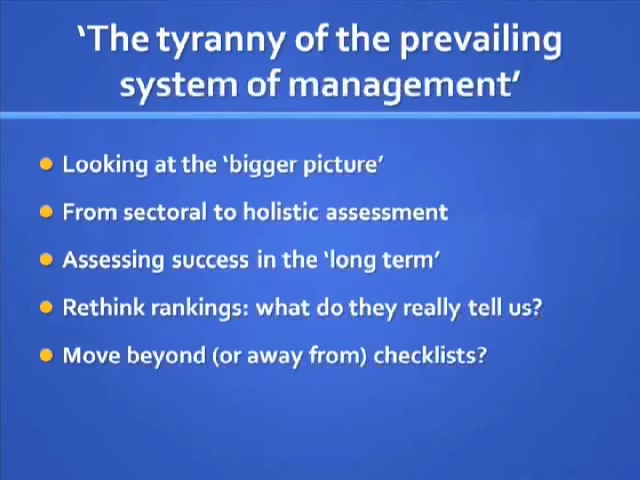 ‘The tyranny of the prevailing
system of management’
Looking at the ‘bigger picture’
From sectoral to holistic assessment
Assessing success in the ‘long term’
Rethink rankings: what do they really tell us?
Move beyond (or away from) checklists?